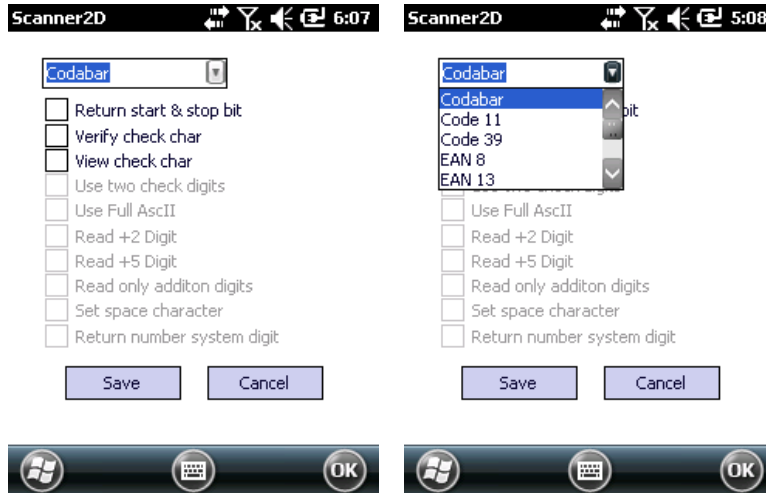 Scanner2D 6:07
Codabar
Return start & stop bit
Verify check char
View check char
Use two check digits
Use Full AscII
Read +2 Digit
Read +5 Digit
Read only additon digits
Set space character
Return number system digit
Save Cancel
OK
Scanner2D 5:08
Codabar
Codabar
bit
Code 11
Code 39
EAN 8
EAN 13
Use Full AscII
Read +2 Digit
Read +5 Digit
Read only additon digits
Set space character
Return number system digit
Save Cancel
OK